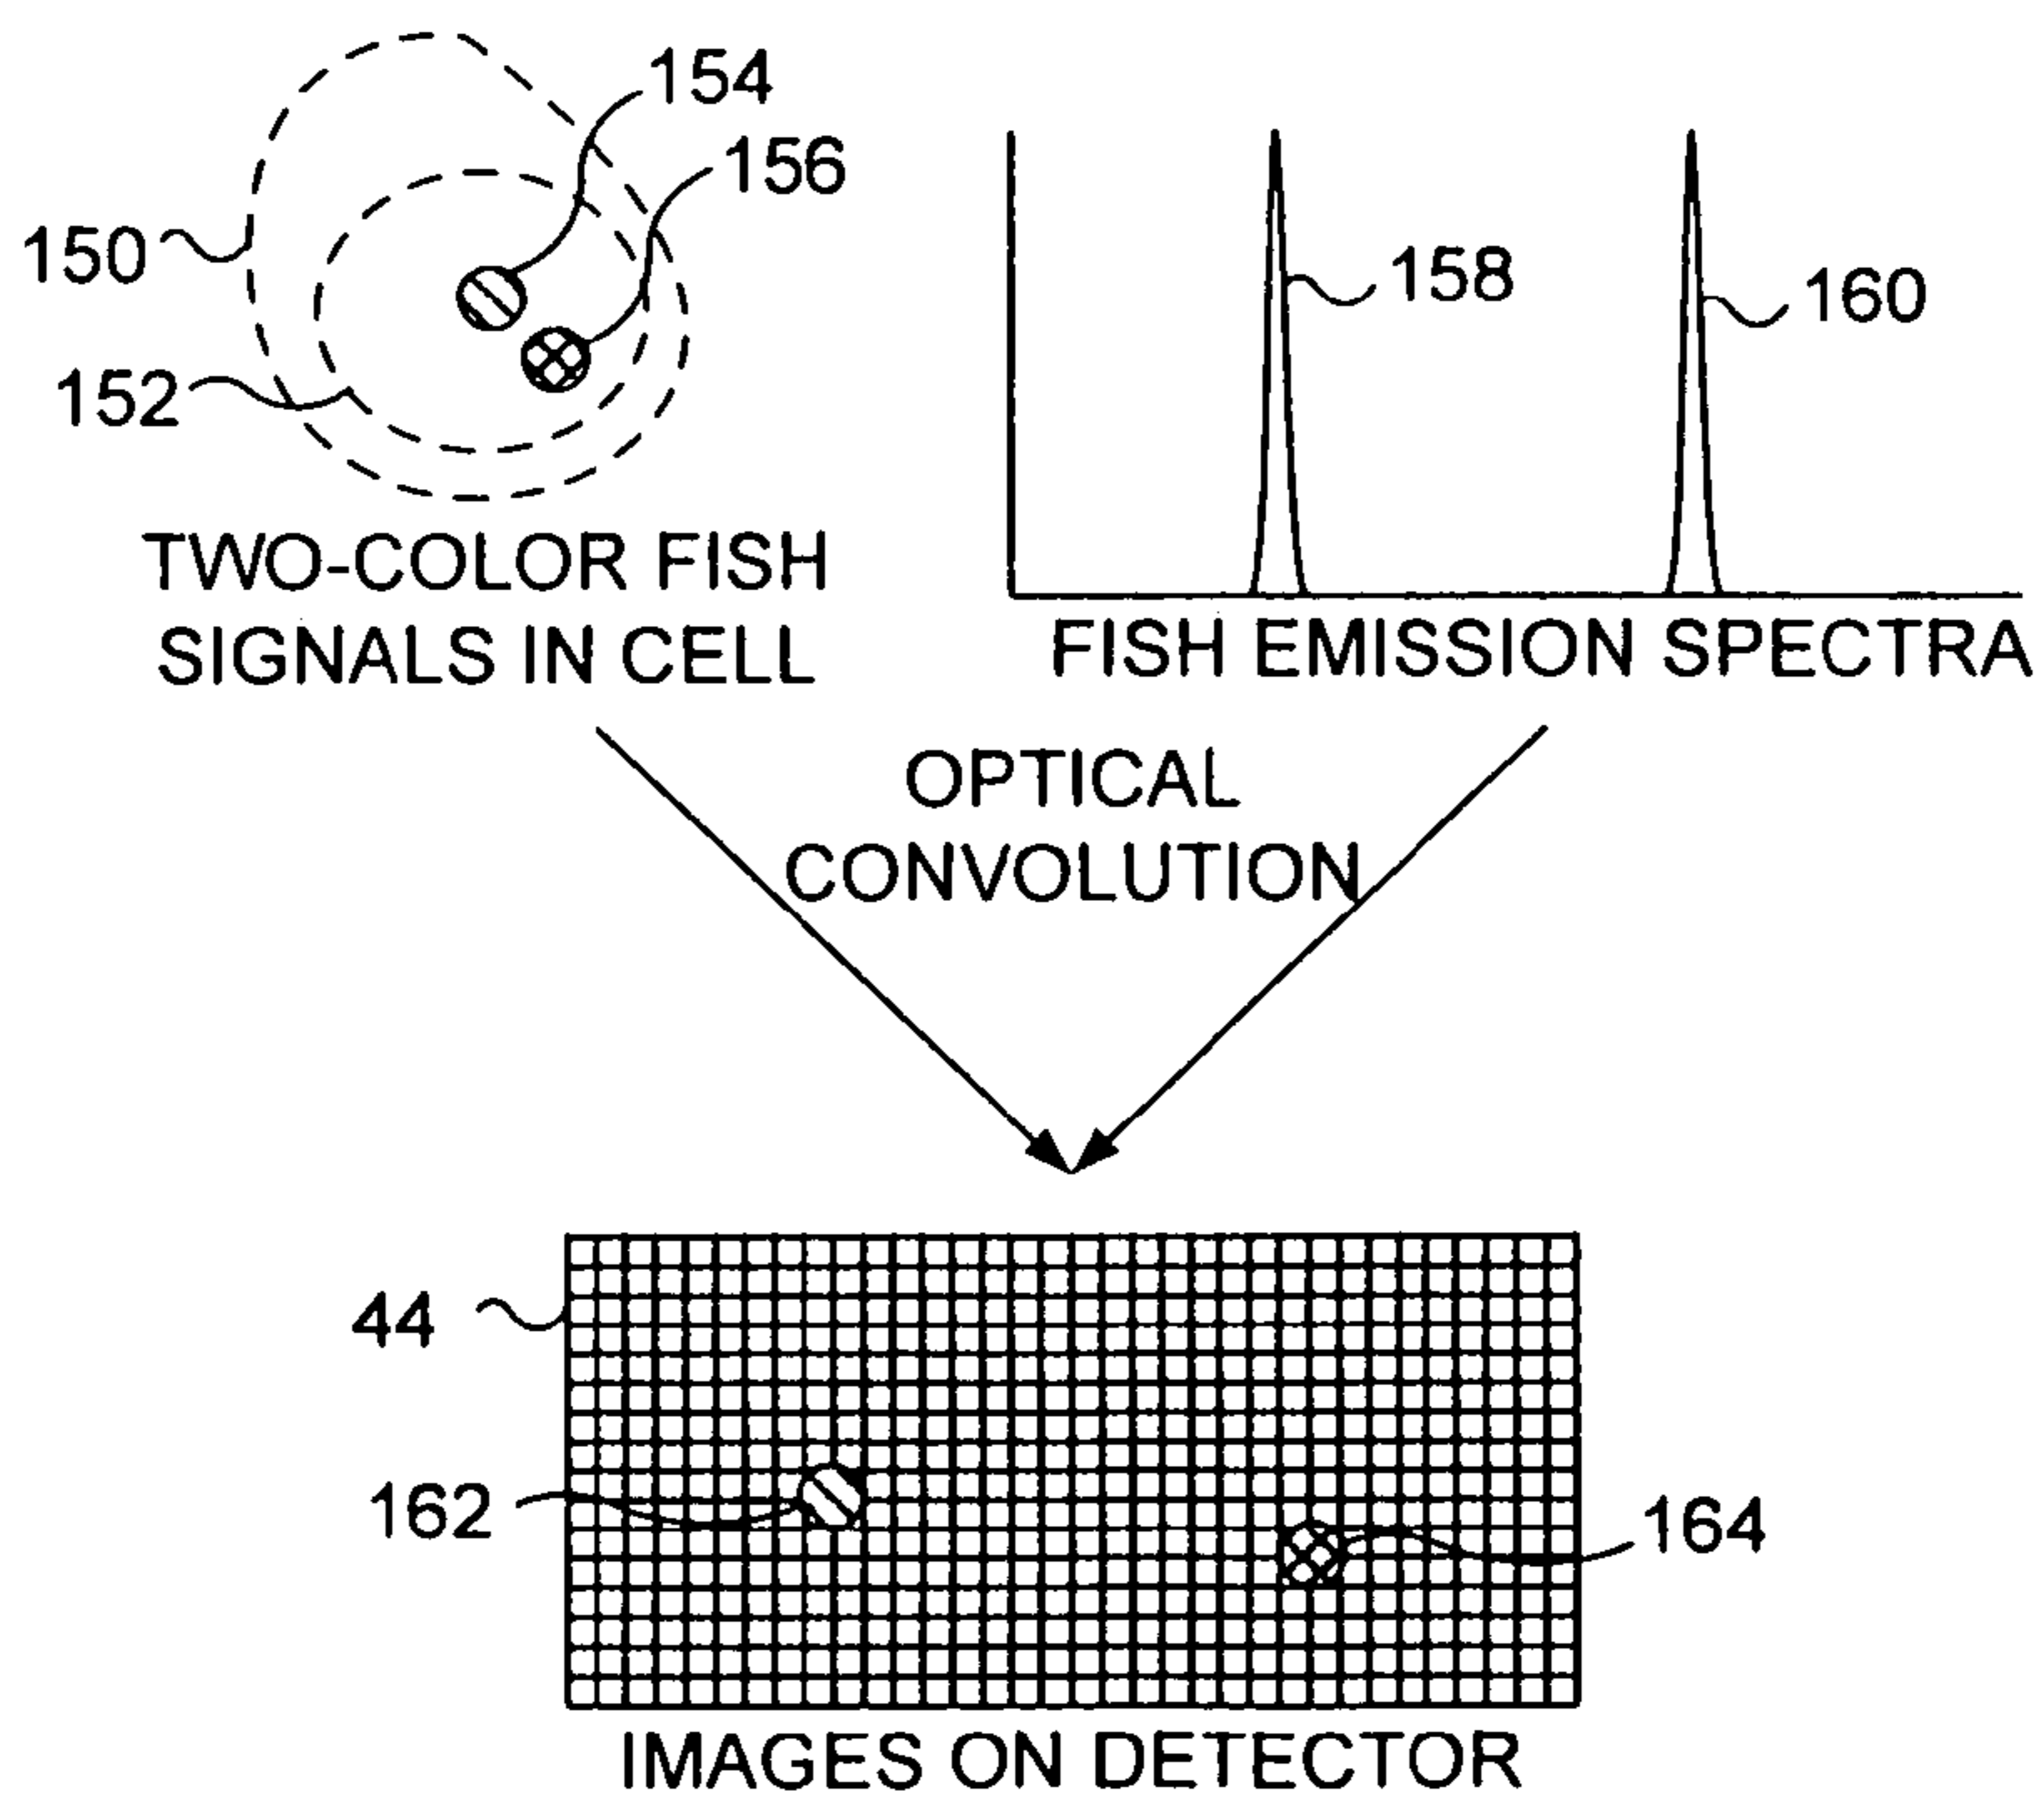 154
156
150
152
158
160
TWO-COLOR FISH
SIGNALS IN CELL
FISH EMISSION SPECTRA
OPTICAL
CONVOLUTION
44
162
164
IMAGES ON DETECTOR